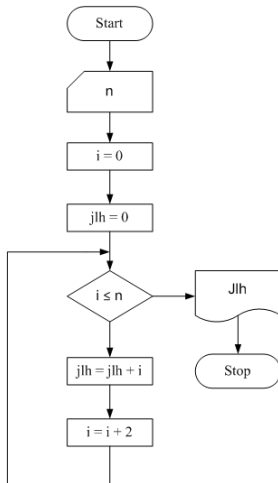 Start
n
i = 0
jlh = 0
i ≤ n
Jlh
jlh = jlh + i
Stop
i = i + 2